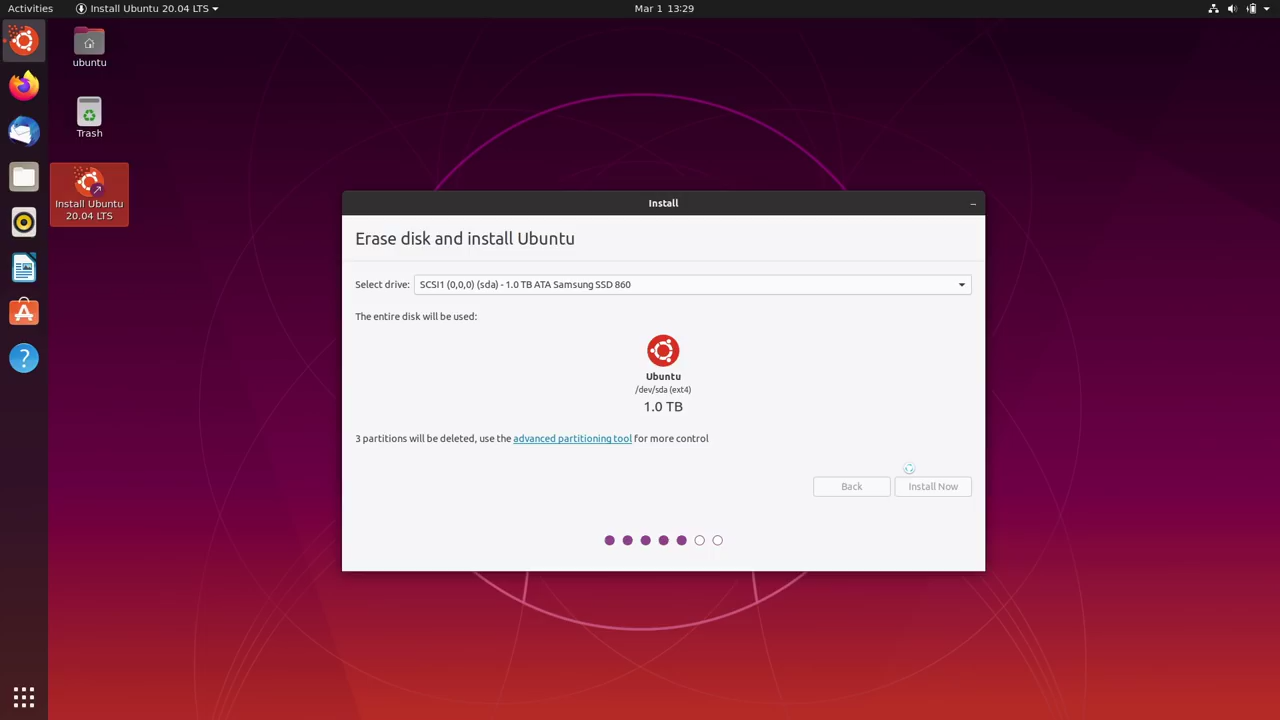 Activities
Install Ubuntu 20.04 LTS
Mar 1 13:29
ubuntu
Trash
Install Ubuntu
20.04 LTS
Install
Erase disk and install Ubuntu
Select drive: SCSI1 (0,0,0) (sda) - 1.0 TB ATA Samsung SSD 860
The entire disk will be used:
Ubuntu
/dev/sda (ext4)
1.0 TB
3 partitions will be deleted, use the advanced partitioning tool for more control
Back
Install Now